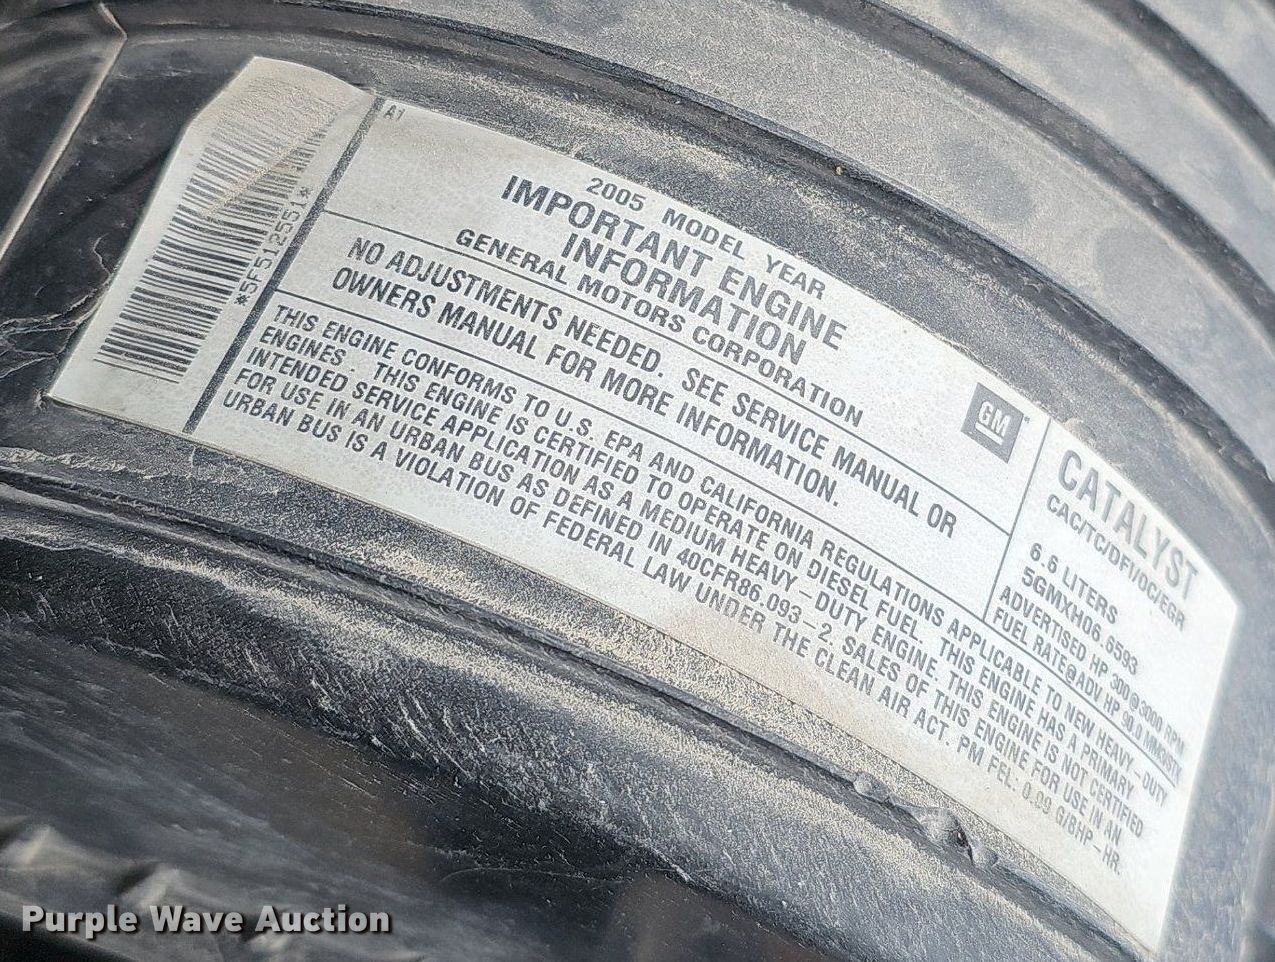 A1
*5F512551*
2005 MODEL YEAR
IMPORTANT ENGINE
INFORMATION
GENERAL MOTORS CORPORATION
NO ADJUSTMENTS NEEDED. SEE SERVICE MANUAL OR
OWNERS MANUAL FOR MORE INFORMATION.
GM
THIS ENGINE CONFORMS TO U.S. EPA AND CALIFORNIA REGULATIONS APPLICABLE TO NEW HEAVY-DUTY
ENGINES. THIS ENGINE IS CERTIFIED TO OPERATE ON DIESEL FUEL. THIS ENGINE HAS A PRIMARY
INTENDED SERVICE APPLICATION AS A MEDIUM HEAVY-DUTY ENGINE. THIS ENGINE IS NOT CERTIFIED
FOR USE IN AN URBAN BUS AS DEFINED IN 40CFR86.093-2. SALES OF THIS ENGINE FOR USE IN AN
URBAN BUS IS A VIOLATION OF FEDERAL LAW UNDER THE CLEAN AIR ACT. PM FEL: 0.09 G/BHP-HR.
CATALYST
CAC/TC/DFI/OC/EGR
6.6 LITERS
5GMXH06.6593
ADVERTISED HP 300@3000 RPM
FUEL RATE@ADV HP 90.0 MM3/STK
Purple Wave Auction